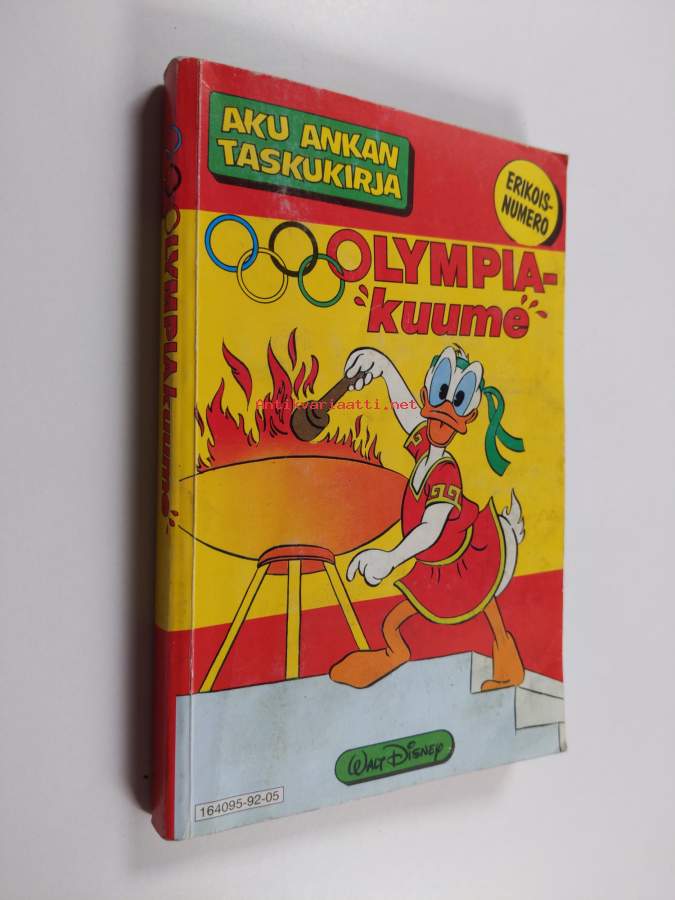 AKU ANKAN
TASKUKIRJA
ERIKOIS-
NUMERO
OLYMPIA-
kuume
OLYMPIAkuume
Antikvariaatti.net
WALT DISNEY
164095-92-05